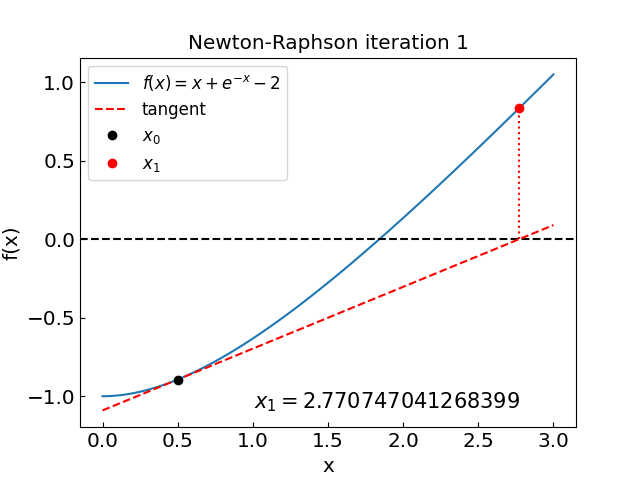 Newton-Raphson iteration 1
f(x) = x + e^{-x} - 2
tangent
x_0
x_1
1.0
0.5
0.0
−0.5
−1.0
f(x)
x_1 = 2.770747041268399
0.0 0.5 1.0 1.5 2.0 2.5 3.0
x